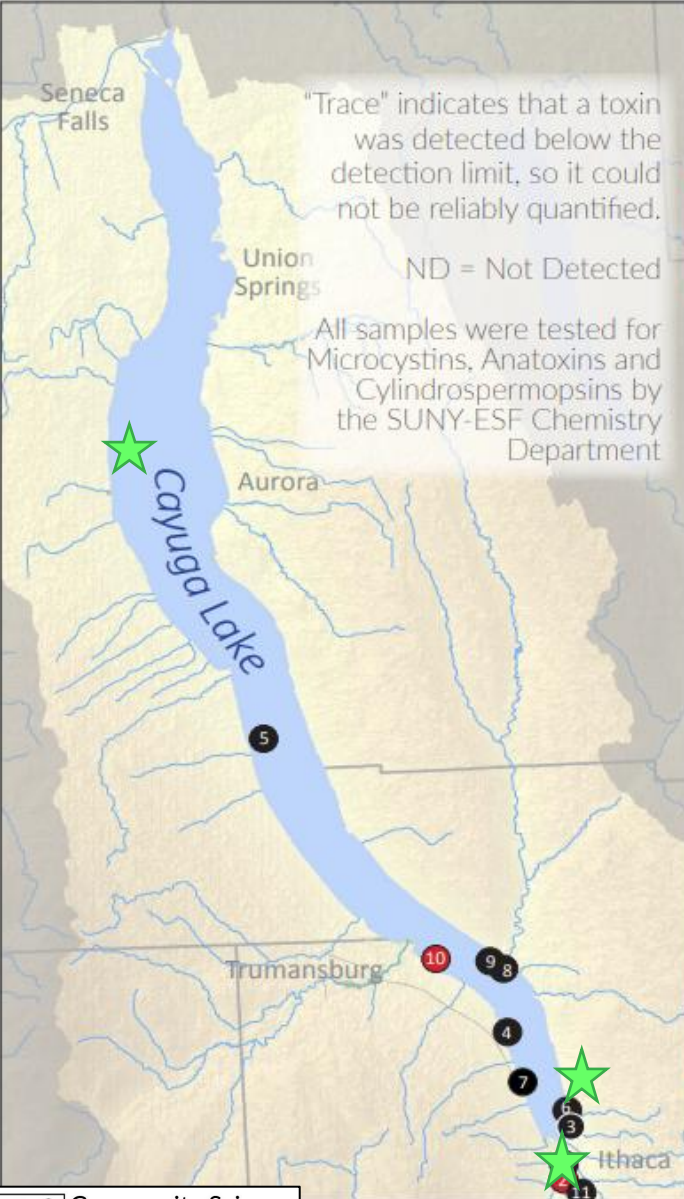 Seneca
Falls
"Trace" indicates that a toxin
was detected below the
detection limit, so it could
not be reliably quantified.
ND = Not Detected
All samples were tested for
Microcystins, Anatoxins and
Cylindrospermopsins by
the SUNY-ESF Chemistry
Department
Union
Springs
Aurora
Cayuga Lake
5
10
9
8
Trumansburg
4
7
6
3
Ithaca
2
11